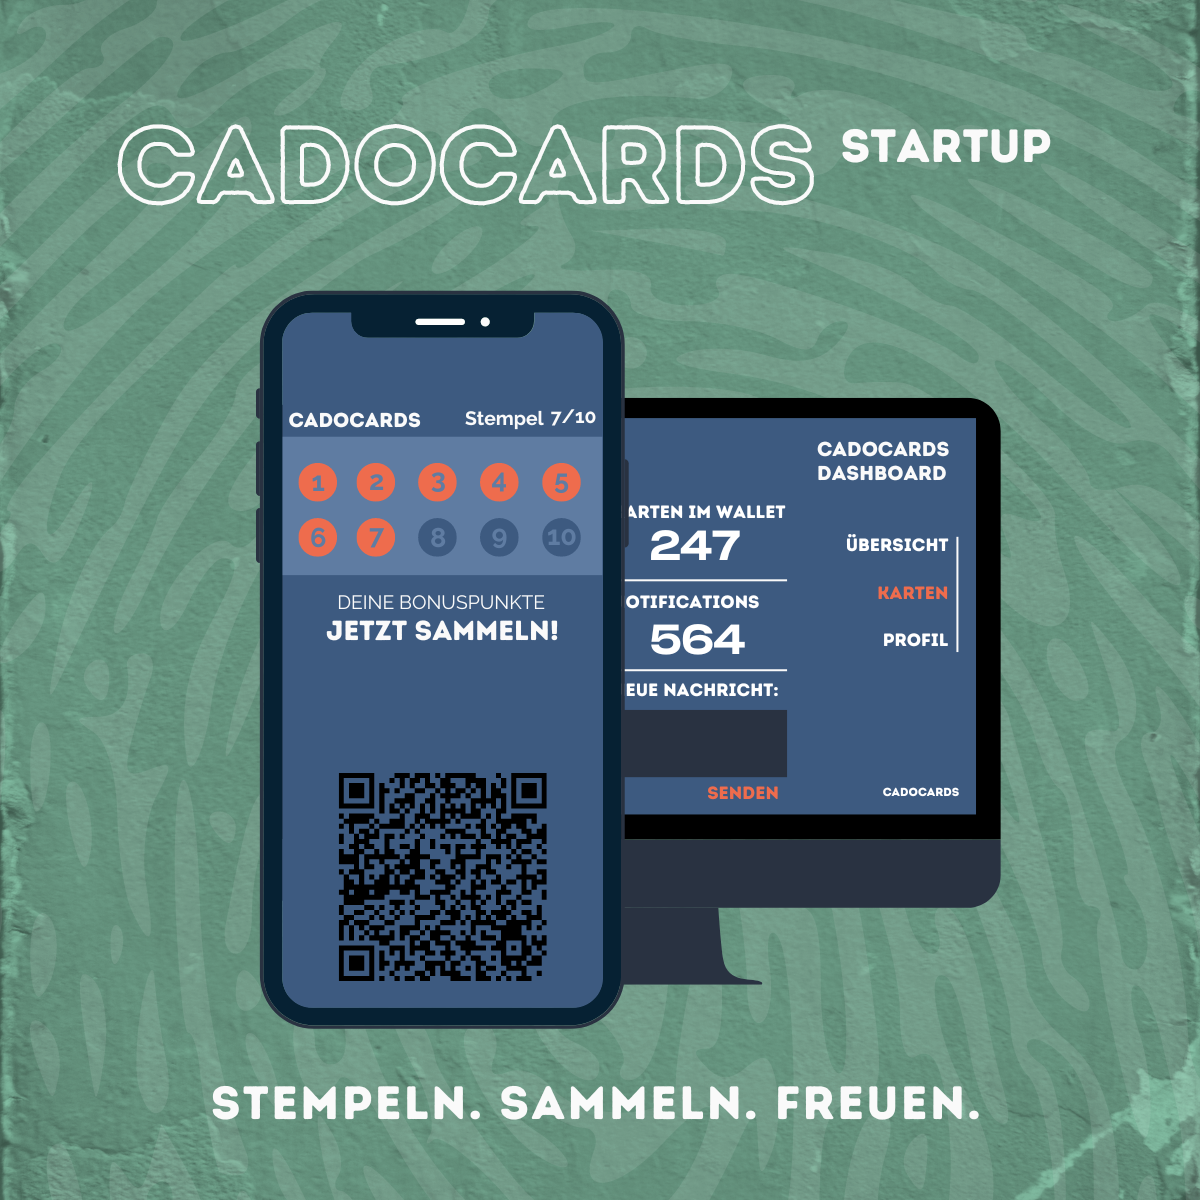 CADOCARDS STARTUP
CADOCARDS Stempel 7/10
1 2 3 4 5
6 7 8 9 10
DEINE BONUSPUNKTE
JETZT SAMMELN!
CADOCARDS
DASHBOARD
ARTEN IM WALLET
247
OTIFICATIONS
564
EUE NACHRICHT:
SENDEN
ÜBERSICHT
KARTEN
PROFIL
CADOCARDS
STEMPELN. SAMMELN. FREUEN.